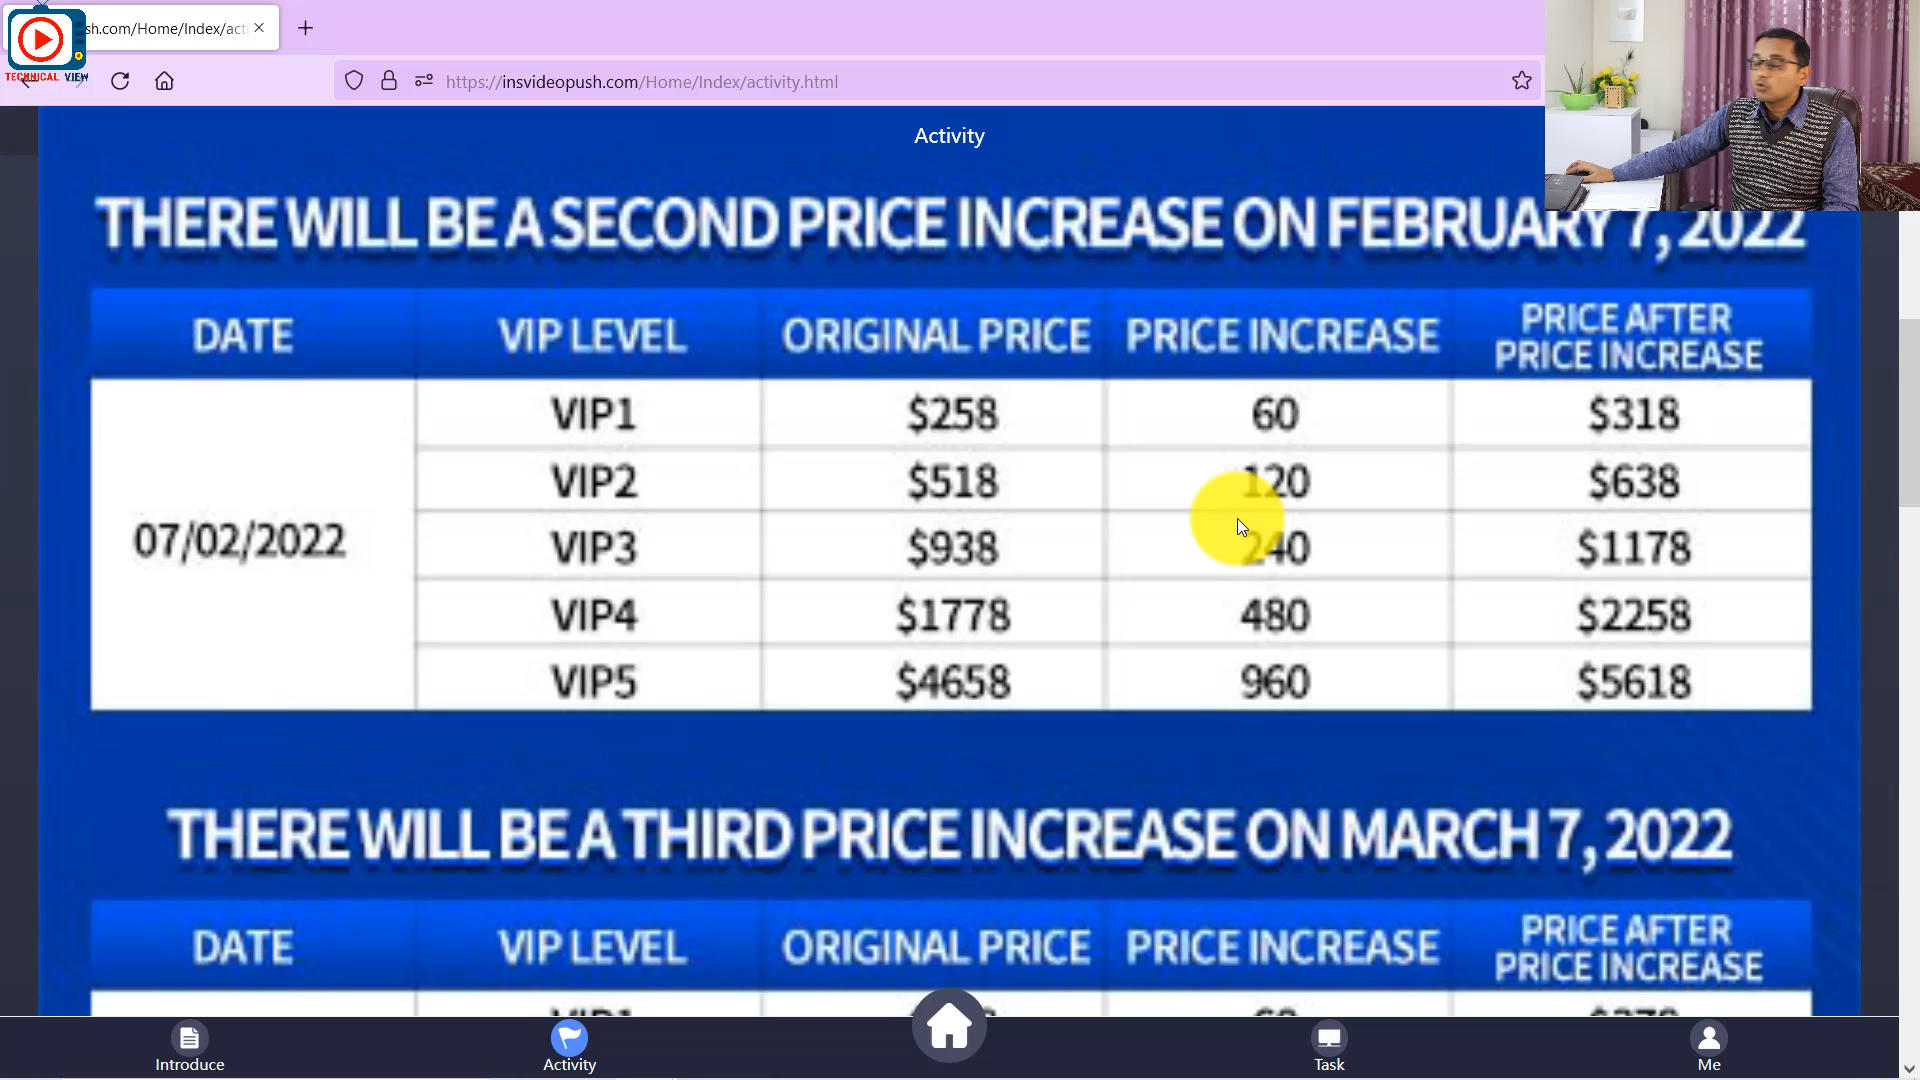 sh.com/Home/Index/acti
TECHNICAL VIEW
https://insvideopush.com/Home/Index/activity.html
Activity
THERE WILL BE A SECOND PRICE INCREASE ON FEBRUARY 7, 2022
DATE VIP LEVEL ORIGINAL PRICE PRICE INCREASE PRICE AFTER PRICE INCREASE
VIP1 $258 60 $318
VIP2 $518 120 $638
07/02/2022 VIP3 $938 240 $1178
VIP4 $1778 480 $2258
VIP5 $4658 960 $5618
THERE WILL BE A THIRD PRICE INCREASE ON MARCH 7, 2022
DATE VIP LEVEL ORIGINAL PRICE PRICE INCREASE PRICE AFTER PRICE INCREASE
VIP1 60
Introduce Activity Task Me